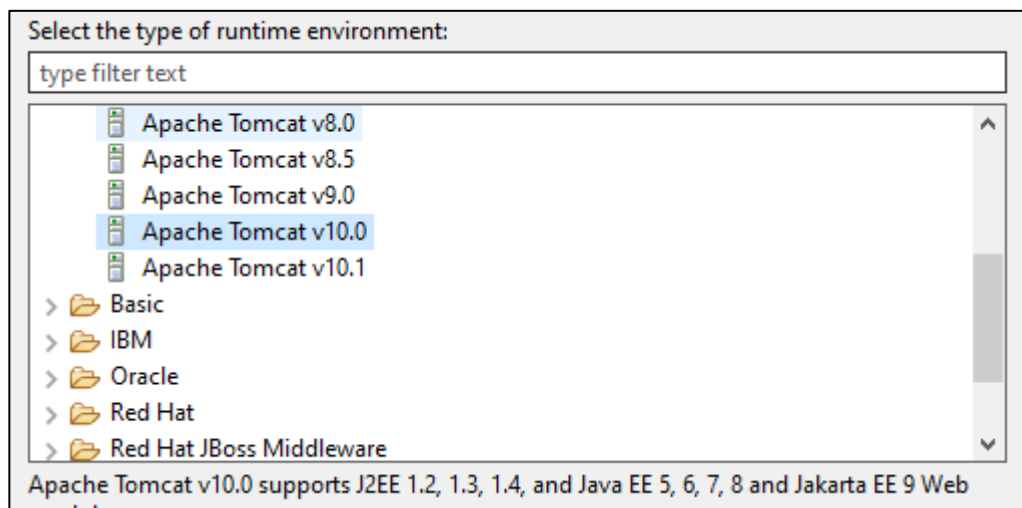 Select the type of runtime environment:
type filter text
Apache Tomcat v8.0
Apache Tomcat v8.5
Apache Tomcat v9.0
Apache Tomcat v10.0
Apache Tomcat v10.1
Basic
IBM
Oracle
Red Hat
Red Hat JBoss Middleware
Apache Tomcat v10.0 supports J2EE 1.2, 1.3, 1.4, and Java EE 5, 6, 7, 8 and Jakarta EE 9 Web